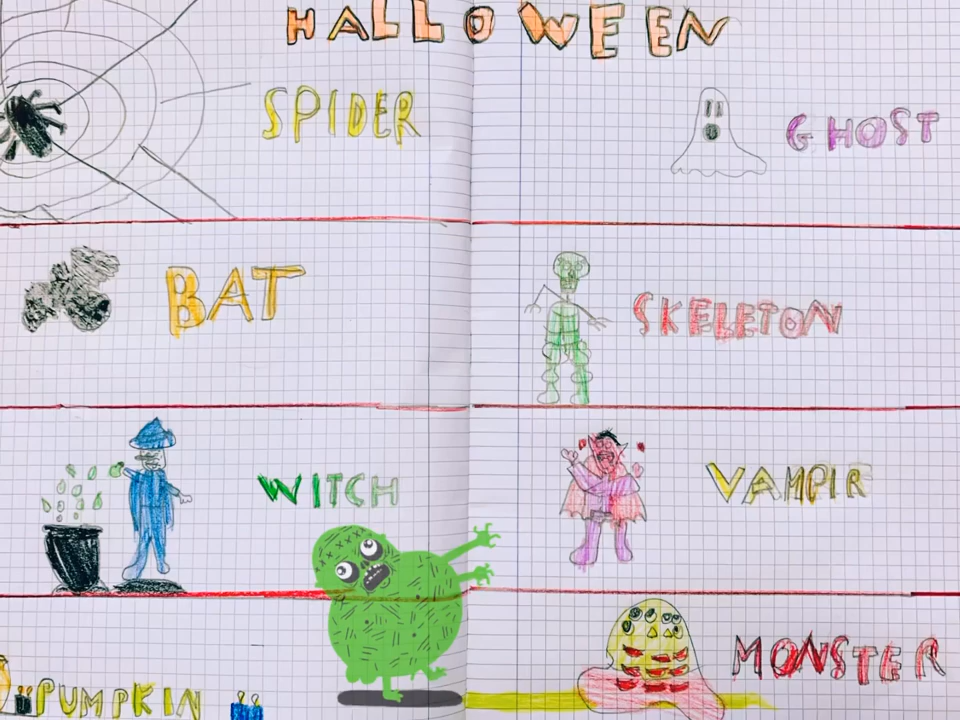 HALLOWEEN
SPIDER
GHOST
BAT
SKELETON
WITCH
VAMPIR
PUMPKIN
MONSTER